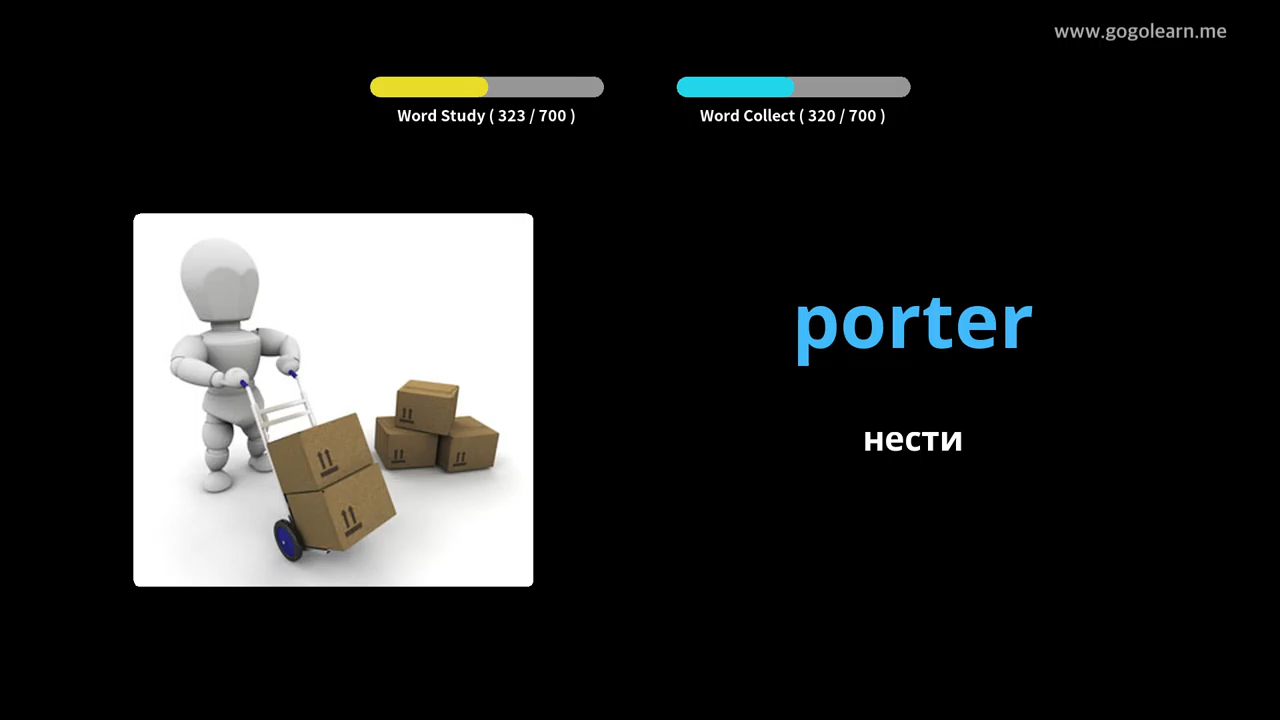 www.gogolearn.me
Word Study ( 323 / 700 )
Word Collect ( 320 / 700 )
porter
нести